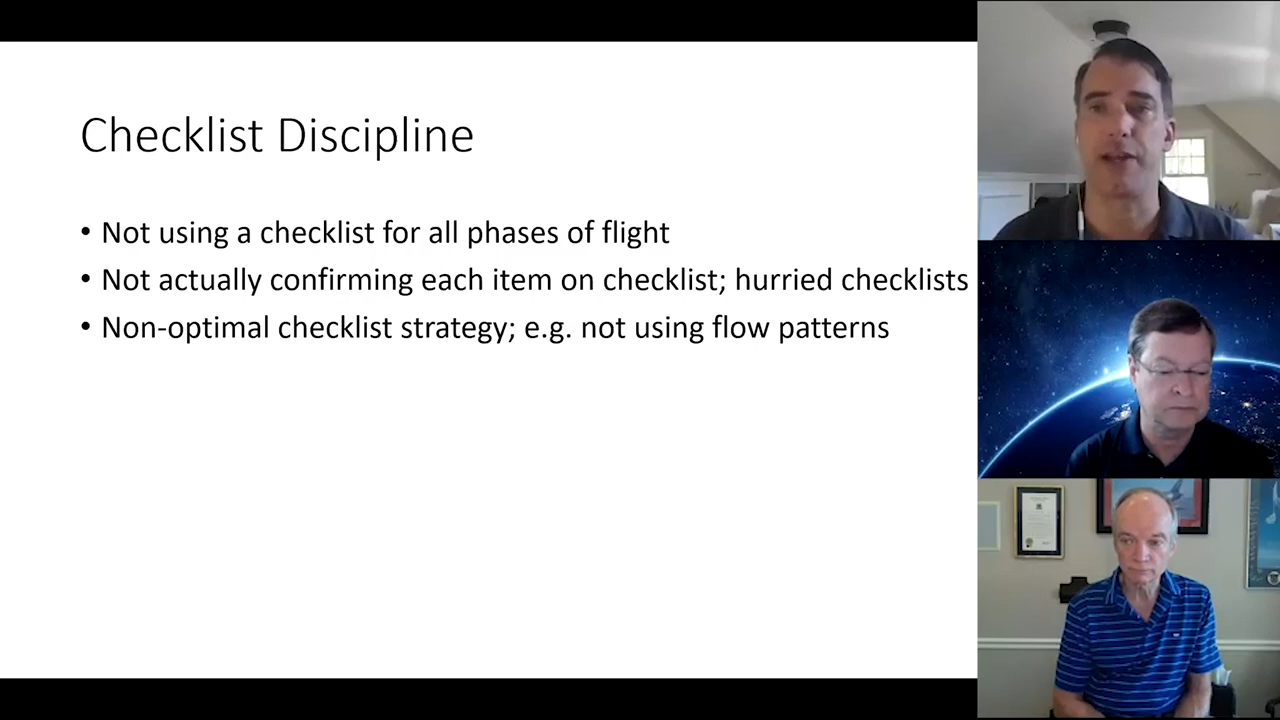 Checklist Discipline
• Not using a checklist for all phases of flight
• Not actually confirming each item on checklist; hurried checklists
• Non-optimal checklist strategy; e.g. not using flow patterns